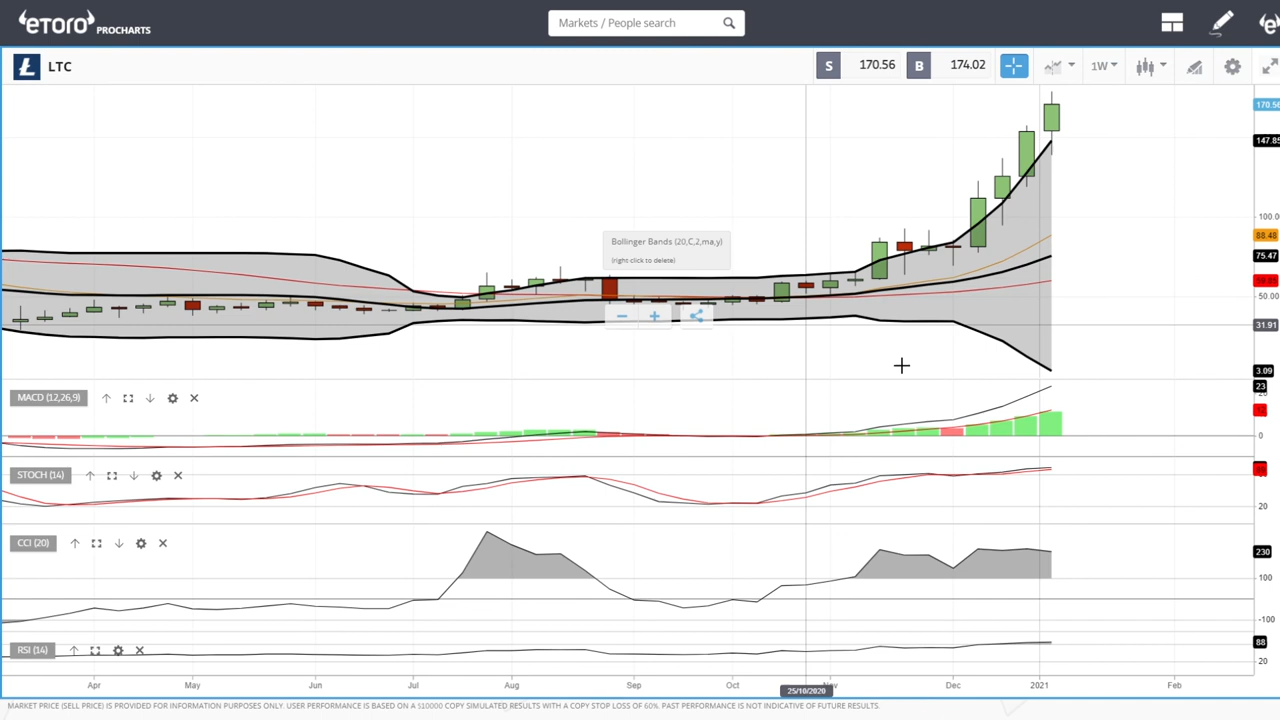 eTORO PROCHARTS
Markets / People search
LTC
S 170.56 B 174.02
1W
170.56
147.85
Bollinger Bands (20,C,2,ma,y)
(right click to delete)
100.00
88.48
75.47
50.00
31.91
3.09
MACD (12,26,9)
23
0
STOCH (14)
20
CCI (20)
230
100
-100
RSI (14)
88
20
Apr May Jun Jul Aug Sep Oct Nov Dec 2021 Feb
25/10/2020
MARKET PRICE (SELL PRICE) IS PROVIDED FOR INFORMATION PURPOSES ONLY. USER PERFORMANCE IS BASED ON A $10000 COPY SIMULATED RESULTS WITH A COPY STOP LOSS OF 60%. PAST PERFORMANCE IS NOT INDICATIVE OF FUTURE RESULTS.